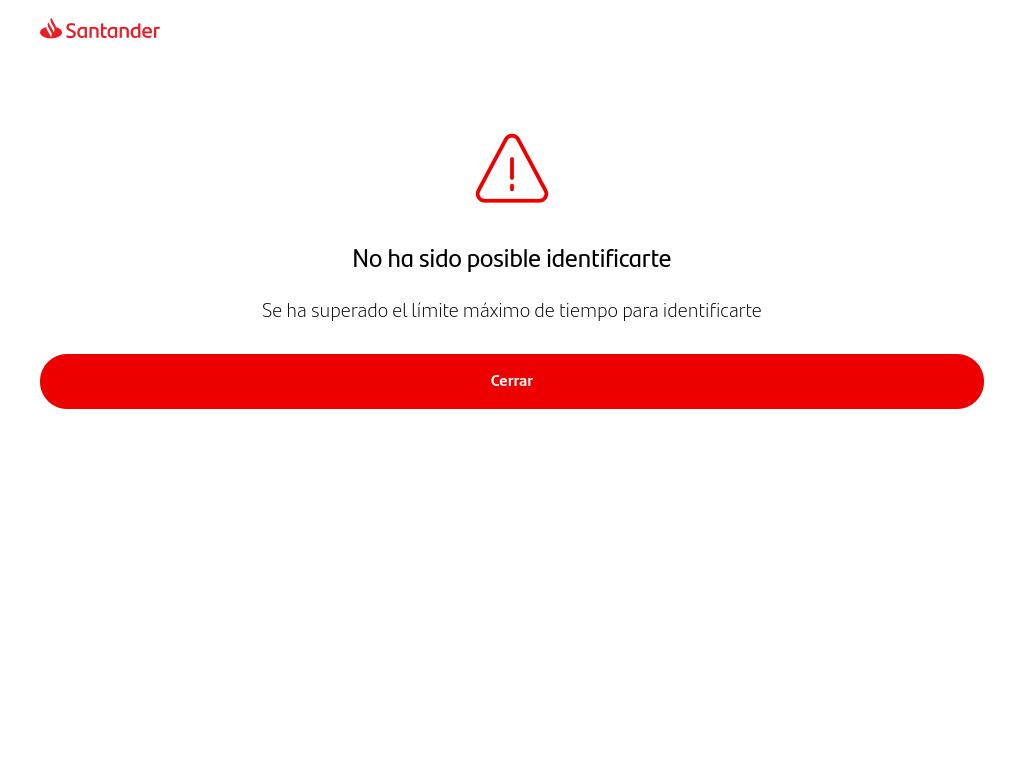 Santander
No ha sido posible identificarte
Se ha superado el límite máximo de tiempo para identificarte
Cerrar